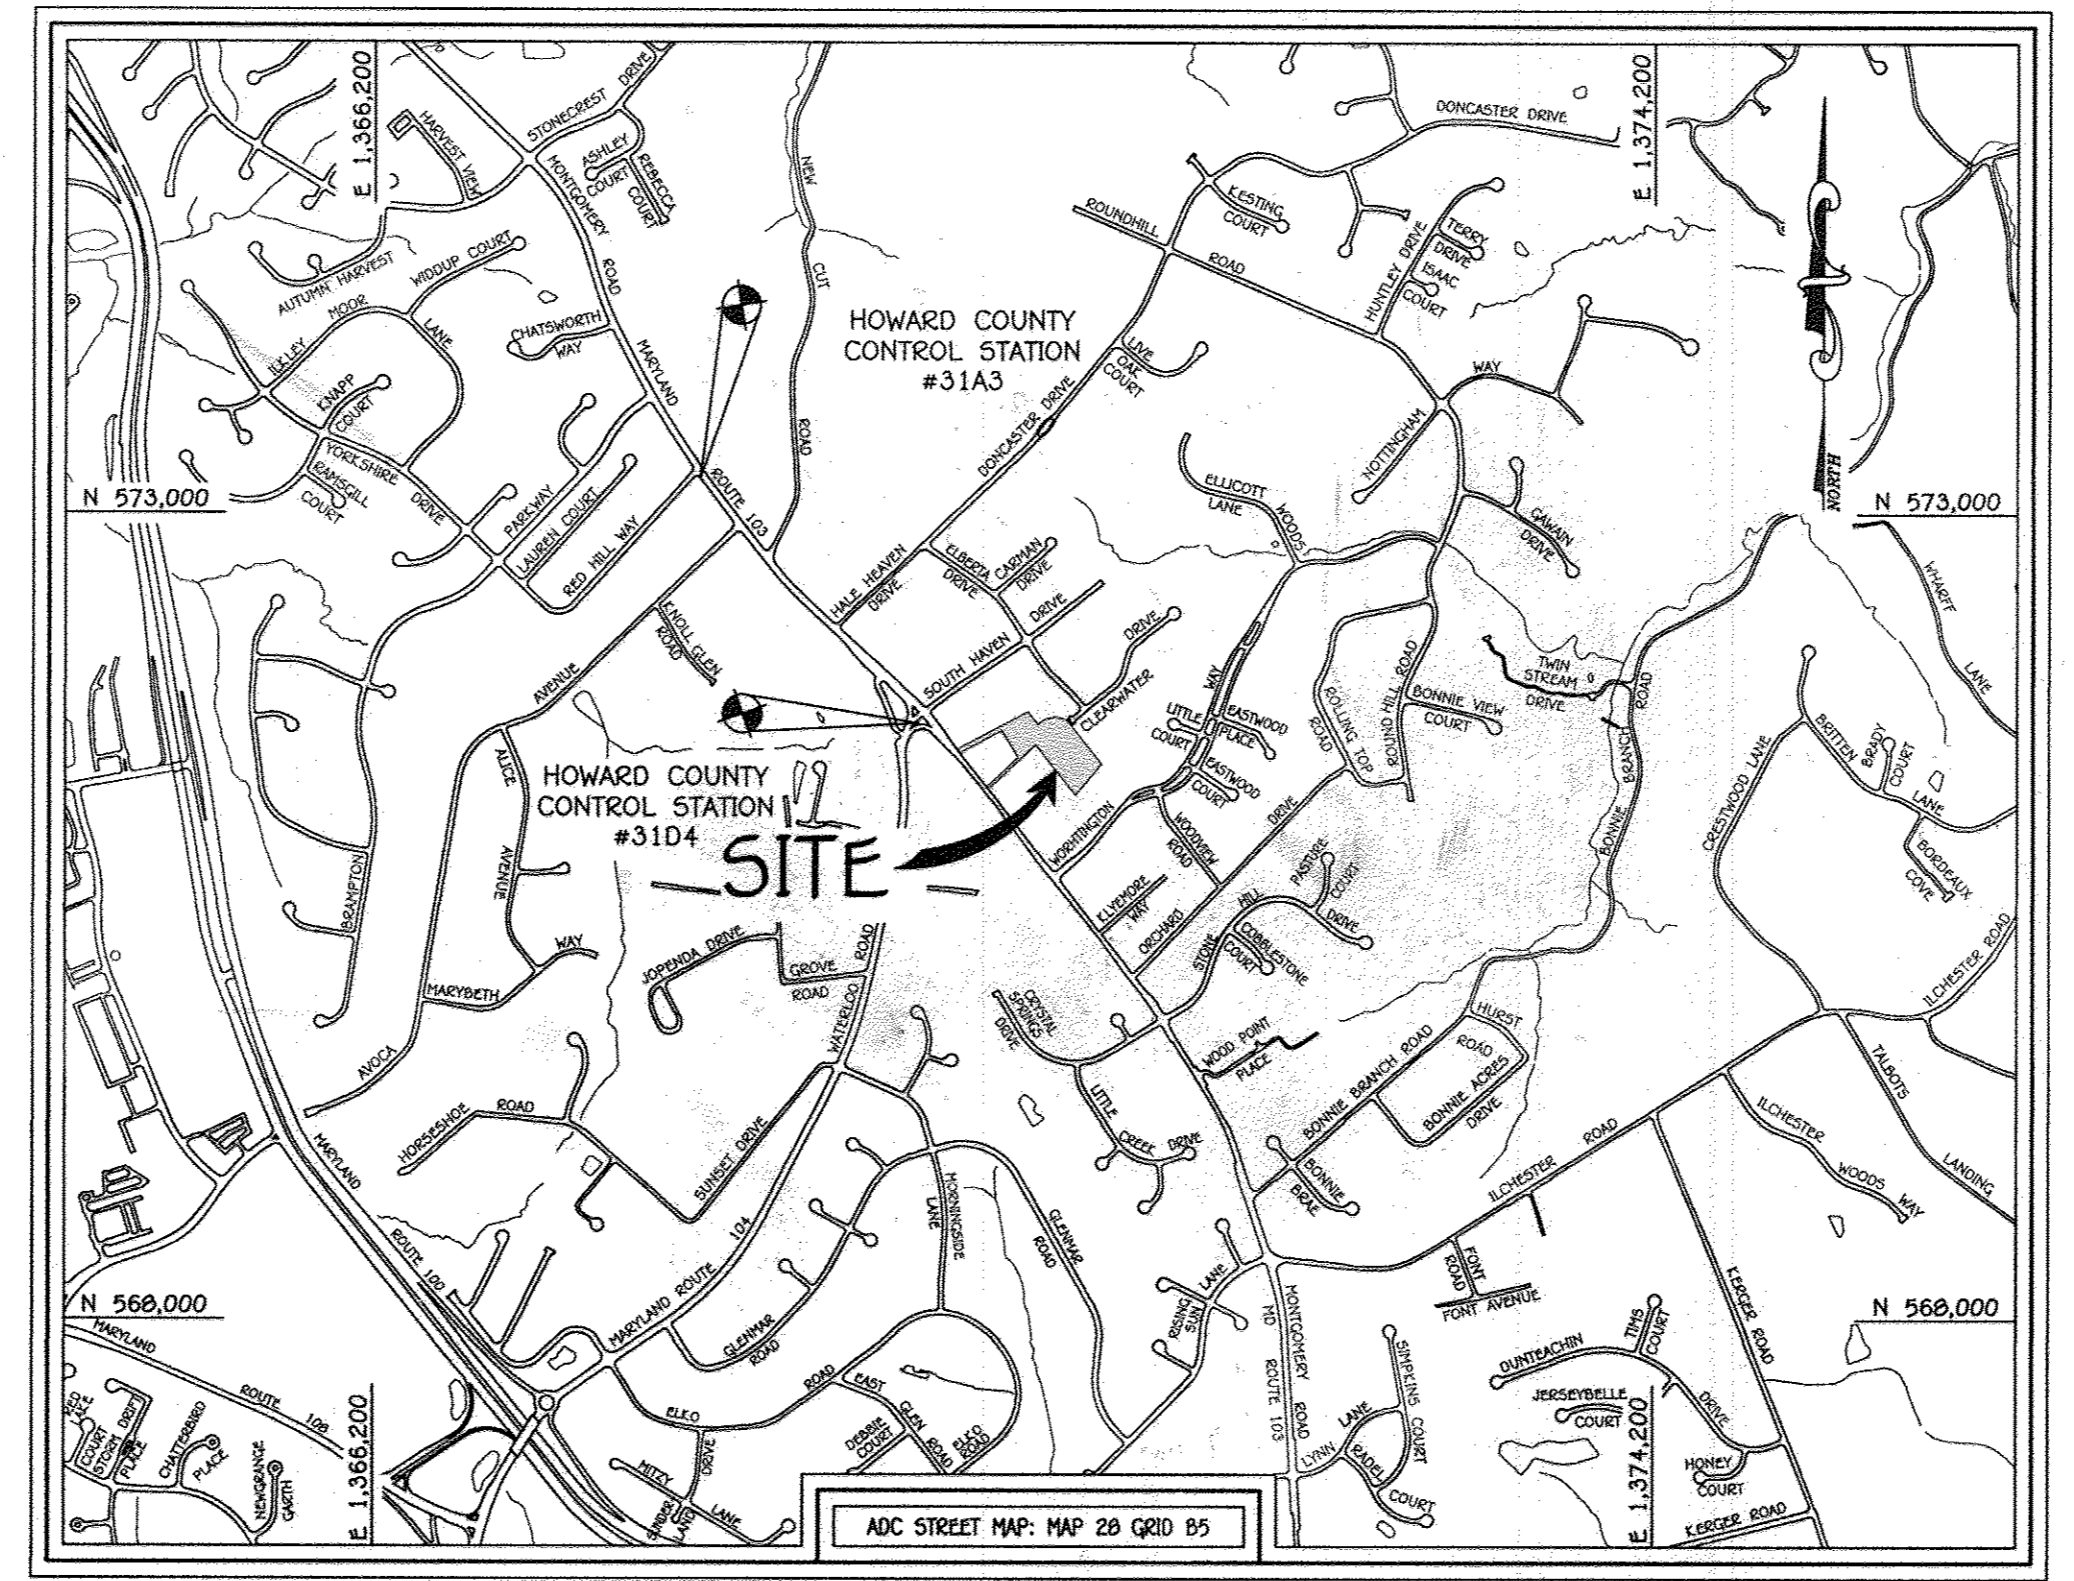 E 1,366,200
STONECREST DRIVE
HARVEST VIEW
ASHLEY
COURT
REBECCA
COURT
MONTGOMERY
ROAD
NEW
CUT
ROAD
DONCASTER DRIVE
E 1,374,200
ROUNDHILL
ROAD
KESTING
COURT
HUNTLEY DRIVE
TERRY
DRIVE
ISAAC
COURT
AUTUMN HARVEST
WIDDUP COURT
ILKLEY
MOOR
LANE
CHATSWORTH
WAY
MARYLAND
ROUTE 103
KNAPP
COURT
YORKSHIRE
DRIVE
RAMSGILL
COURT
HOWARD COUNTY
CONTROL STATION
#31A3
LIVE
OAK
COURT
DONCASTER DRIVE
WAY
NOTTINGHAM
NORTH
N 573,000
N 573,000
PARKWAY
LAUREN COURT
RED HILL WAY
ELLICOTT
LANE
WOODS
GAWAIN
DRIVE
WHARFF
LANE
HALE HEAVEN
DRIVE
ELBERTA
DRIVE
CARMAN
DRIVE
SOUTH HAVEN
DRIVE
CLEARWATER
DRIVE
KNOLL GLEN
ROAD
AVENUE
ALICE
AVENUE
BRAMPTON
MARYBETH
WAY
AVOCA
HOWARD COUNTY
CONTROL STATION
#31D4
SITE
WAY
LITTLE
COURT
EASTWOOD
PLACE
EASTWOOD
COURT
ROLLING TOP
ROAD
ROUND HILL ROAD
BONNIE VIEW
COURT
TWIN
STREAM
DRIVE
BONNIE
BRANCH
ROAD
CRESTWOOD LANE
BRITTEN
LANE
BRADY
COURT
BORDEAUX
COVE
WORHTINGTON
WOODVIEW
ROAD
KLYEMORE
WAY
ORCHARD
DRIVE
STONE
HILL
DRIVE
PASTURE
COURT
COBBLESTONE
COURT
JOPENDA DRIVE
GROVE
ROAD
WATERLOO
ROAD
CRYSTAL
SPRINGS
DRIVE
WOOD POINT
PLACE
HURST
ROAD
BONNIE BRANCH ROAD
BONNIE ACRES
DRIVE
ILCHESTER ROAD
TALBOTS
LANDING
ILCHESTER
WOODS
WAY
HORSESHOE
ROAD
SUNSET DRIVE
LITTLE
CREEK
DRIVE
BONNIE
BRAE
ILCHESTER
ROAD
MARYLAND
ROUTE 100
MARYLAND ROUTE
104
MORNINGSIDE
LANE
GLENMAR
ROAD
GLENMAR
ROAD
RISING
SUN
LANE
MONTGOMERY
ROAD
MD
ROUTE 103
FONT
ROAD
FONT AVENUE
KERGER ROAD
N 568,000
N 568,000
MARYLAND
ROUTE
108
RED
LAKE
COURT
STORM DRIFT
PLACE
CHATTERBIRD
PLACE
NEWGRANGE
GARTH
E 1,366,200
ELKO
ROAD
DRIVE
MITZY
LANE
SUNDER
LAND
EAST
GLEN
ROAD
DEBBIE
COURT
ELKO
ROAD
LYNN
LANE
SIMPKINS COURT
RADEL
COURT
DUNTEACHIN
DRIVE
TIMS
COURT
JERSEYBELLE
COURT
E 1,374,200
HONEY
COURT
KERGER ROAD
ADC STREET MAP: MAP 28 GRID B5